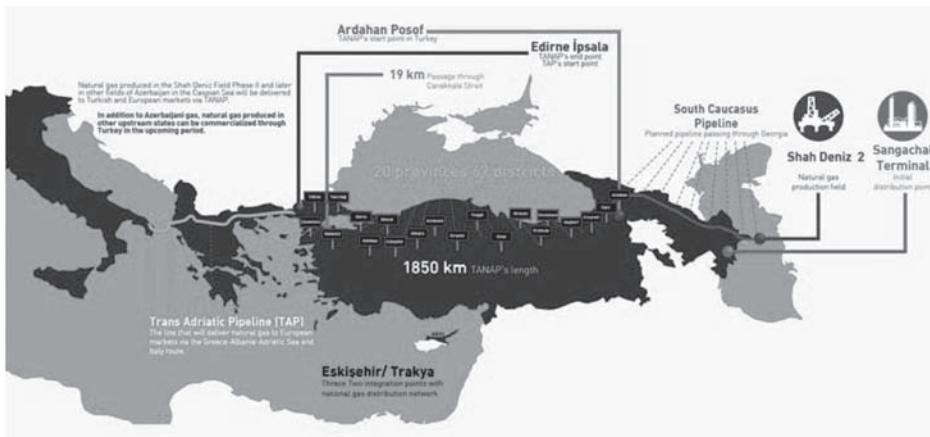 Ardahan Posof
TANAP's start point in Turkey
Edirne İpsala
TANAP's end point
TAP's start point
19 km Passage through
Canakkale Strait
Natural gas produced in the Shah Deniz Field Phase II and later
in other fields of Azerbaijan in the Caspian Sea will be delivered
to Turkish and European markets via TANAP.
In addition to Azerbaijani gas, natural gas produced in
other upstream states can be commercialized through
Turkey in the upcoming period.
South Caucasus
Pipeline
Planned pipeline passing through Georgia
Shah Deniz 2
Natural gas
production field
Sangachal
Terminal
Initial
distribution point
20 provinces 67 districts
1850 km TANAP's length
Trans Adriatic Pipeline (TAP)
The line that will deliver natural gas to European
markets via the Greece-Albania-Adriatic Sea and
Italy route.
Eskişehir/ Trakya
Threce Two integration points with
national gas distribution network